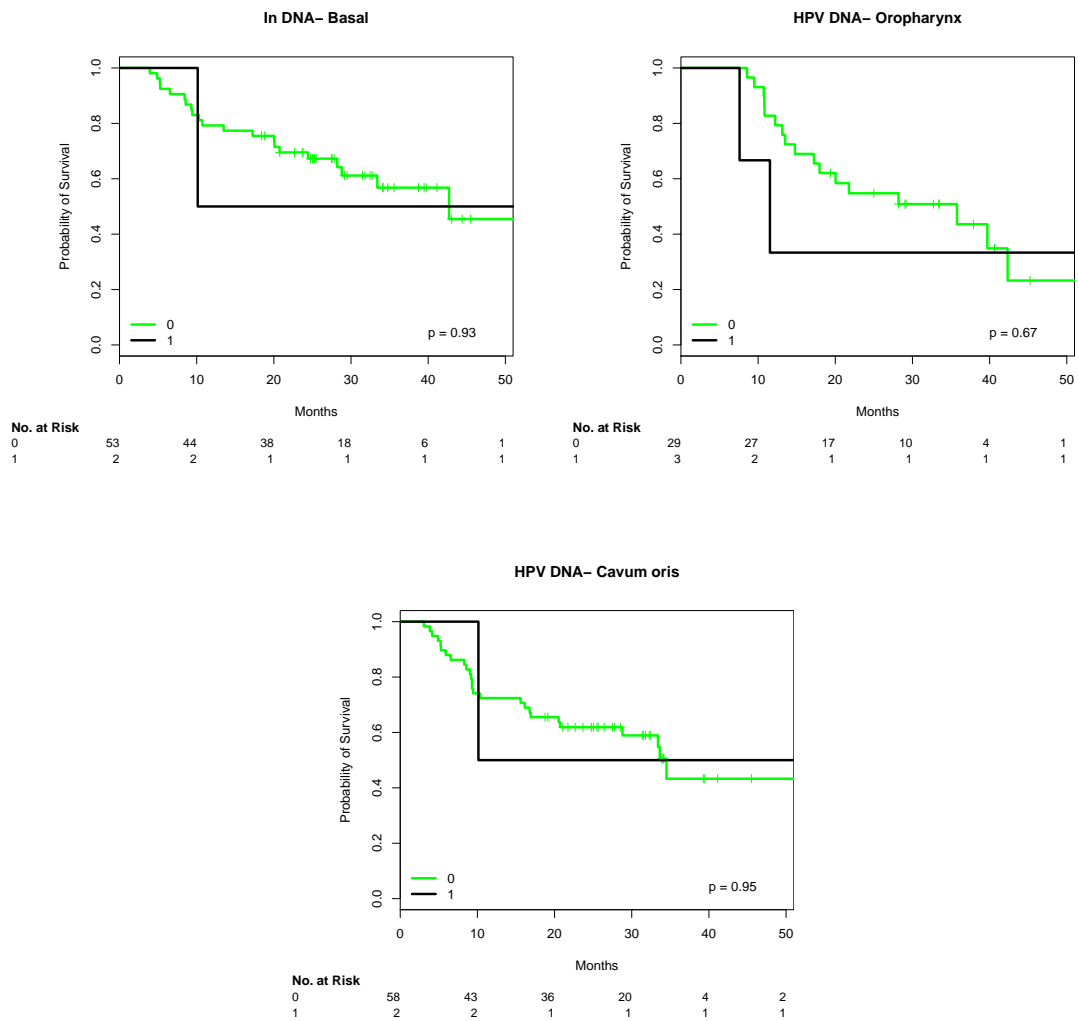 In DNA− Basal
Probability of Survival
1.0
0.8
0.6
0.4
0.2
0.0
0
1
p = 0.93
0 10 20 30 40 50
Months
No. at Risk
0 53 44 38 18 6 1
1 2 2 1 1 1 1
HPV DNA− Oropharynx
Probability of Survival
1.0
0.8
0.6
0.4
0.2
0.0
0
1
p = 0.67
0 10 20 30 40 50
Months
No. at Risk
0 29 27 17 10 4 1
1 3 2 1 1 1 1
HPV DNA− Cavum oris
Probability of Survival
1.0
0.8
0.6
0.4
0.2
0.0
0
1
p = 0.95
0 10 20 30 40 50
Months
No. at Risk
0 58 43 36 20 4 2
1 2 2 1 1 1 1